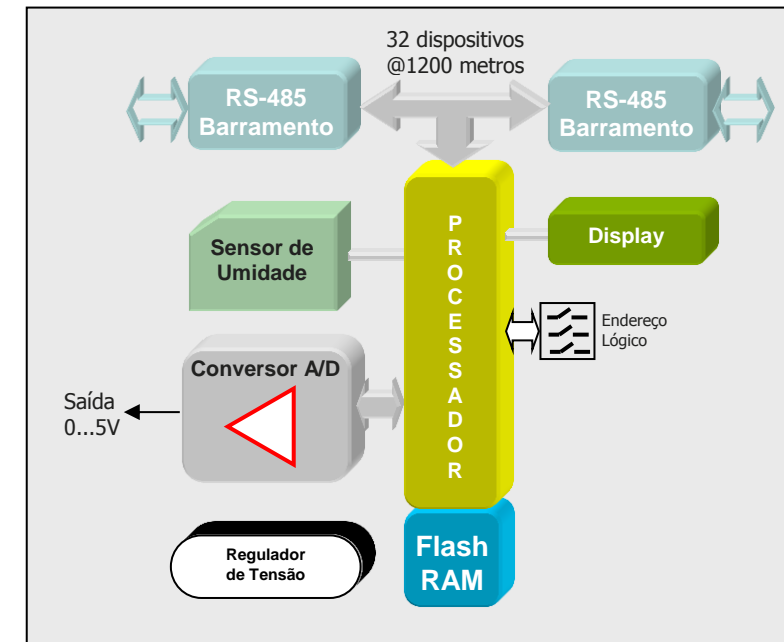 32 dispositivos
@1200 metros
RS-485
Barramento
RS-485
Barramento
PROCESSADOR
Sensor de
Umidade
Display
Endereço
Lógico
Conversor A/D
Saída
0...5V
Regulador
de Tensão
Flash
RAM